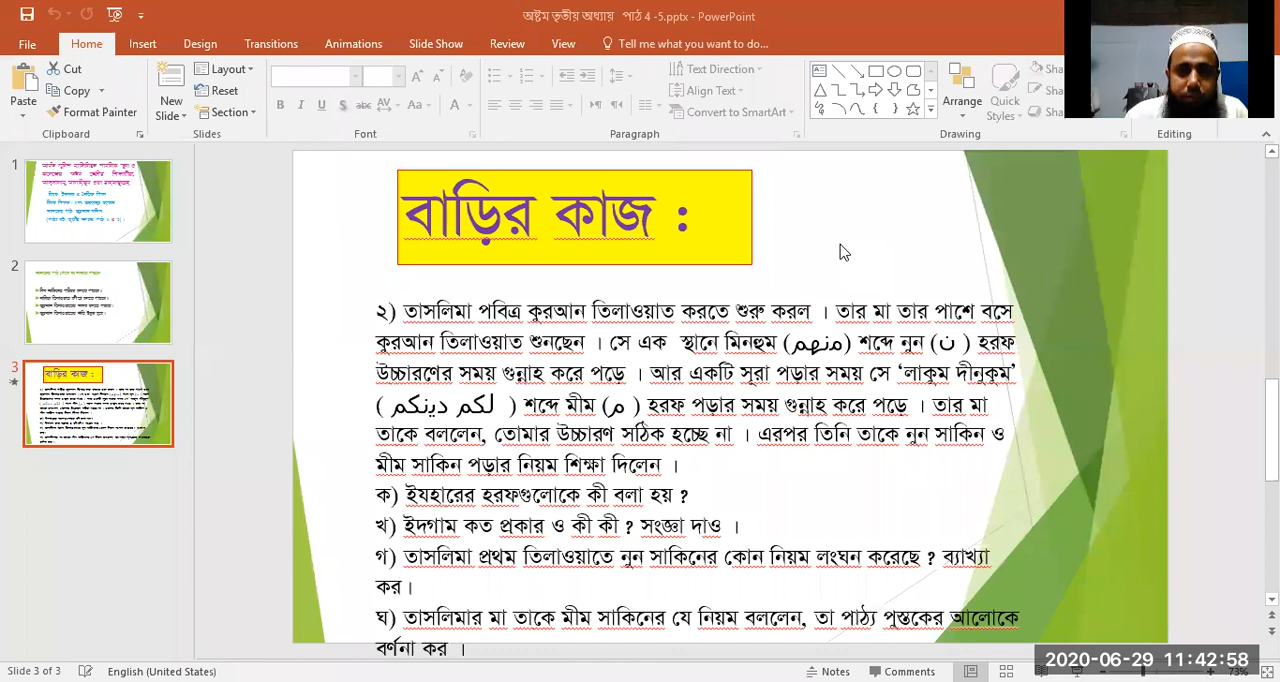 অষ্টম তৃতীয় অধ্যায় পাঠ 4 -5.pptx - PowerPoint
File Home Insert Design Transitions Animations Slide Show Review View Tell me what you want to do...
Paste
Cut
Copy
Format Painter
Clipboard
New Slide
Layout
Reset
Section
Slides
Font
Text Direction
Align Text
Convert to SmartArt
Paragraph
Arrange
Quick Styles
Drawing
Editing
1
2
3
বাড়ির কাজ :
২) তাসলিমা পবিত্র কুরআন তিলাওয়াত করতে শুরু করল । তার মা তার পাশে বসে
কুরআন তিলাওয়াত শুনছেন । সে এক স্থানে মিনহুম (منهم) শব্দে নুন (ن ) হরফ
উচ্চারণের সময় গুন্নাহ করে পড়ে । আর একটি সূরা পড়ার সময় সে ‘লাকুম দীনুকুম’
( لكم دينكم ) শব্দে মীম (م ) হরফ পড়ার সময় গুন্নাহ করে পড়ে । তার মা
তাকে বললেন, তোমার উচ্চারণ সঠিক হচ্ছে না । এরপর তিনি তাকে নুন সাকিন ও
মীম সাকিন পড়ার নিয়ম শিক্ষা দিলেন ।
ক) ইযহারের হরফগুলোকে কী বলা হয় ?
খ) ইদগাম কত প্রকার ও কী কী ? সংজ্ঞা দাও ।
গ) তাসলিমা প্রথম তিলাওয়াতে নুন সাকিনের কোন নিয়ম লংঘন করেছে ? ব্যাখ্যা
কর।
ঘ) তাসলিমার মা তাকে মীম সাকিনের যে নিয়ম বললেন, তা পাঠ্য পুস্তকের আলোকে
বর্ণনা কর ।
Slide 3 of 3 English (United States) Notes Comments 73%
2020-06-29 11:42:58